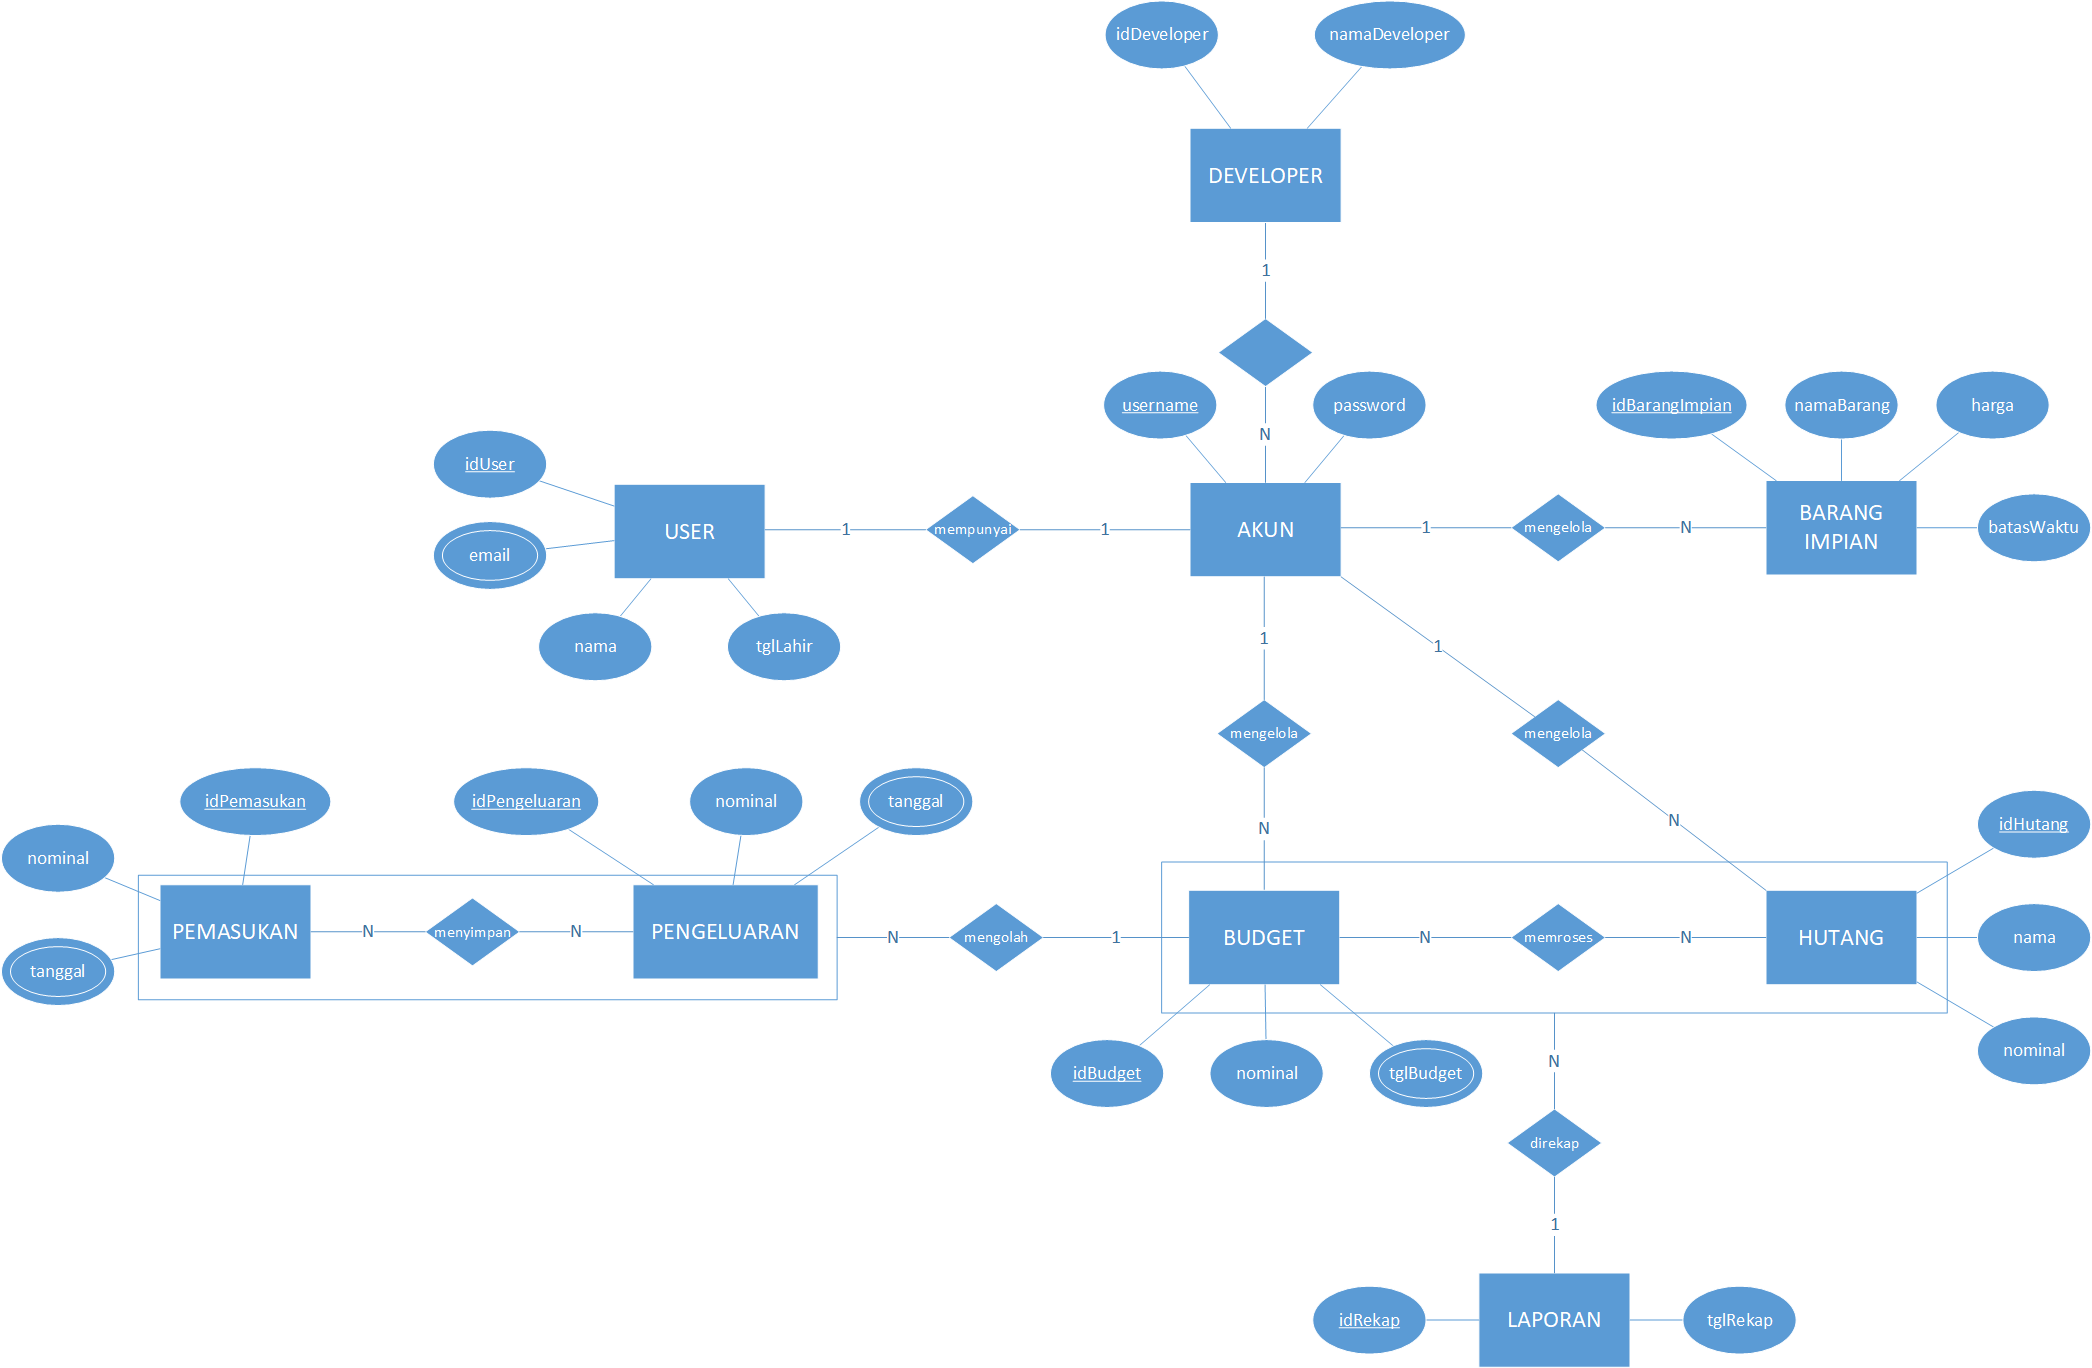 idDeveloper
namaDeveloper
DEVELOPER
1
username
password
N
idBarangImpian
namaBarang
harga
idUser
email
USER
nama
tglLahir
1
mempunyai
1
AKUN
1
mengelola
N
BARANG
IMPIAN
batasWaktu
1
mengelola
N
1
mengelola
N
idPemasukan
nominal
tanggal
PEMASUKAN
N
menyimpan
N
idPengeluaran
nominal
tanggal
PENGELUARAN
N
mengolah
1
BUDGET
N
memroses
N
HUTANG
idHutang
nama
nominal
idBudget
nominal
tglBudget
N
direkap
1
idRekap
LAPORAN
tglRekap